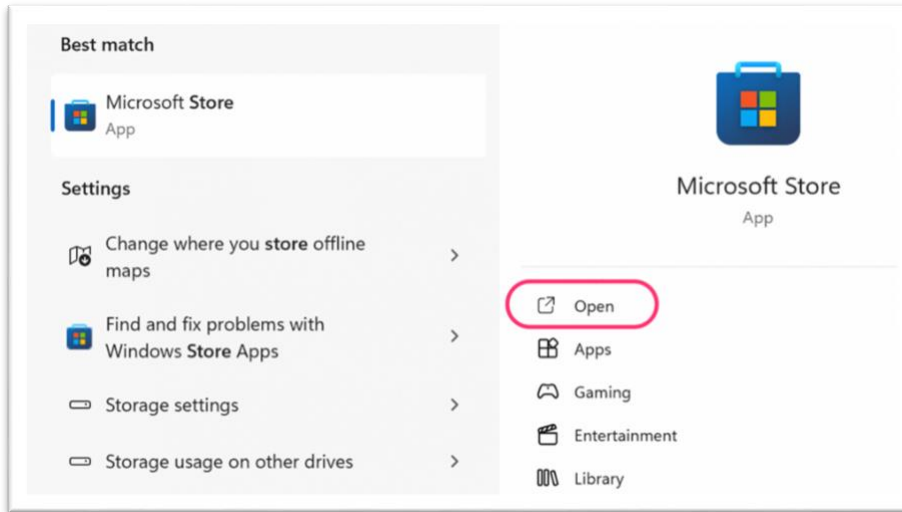 Best match
Microsoft Store
App
Settings
Change where you store offline
maps
Find and fix problems with
Windows Store Apps
Storage settings
Storage usage on other drives
Microsoft Store
App
Open
Apps
Gaming
Entertainment
Library